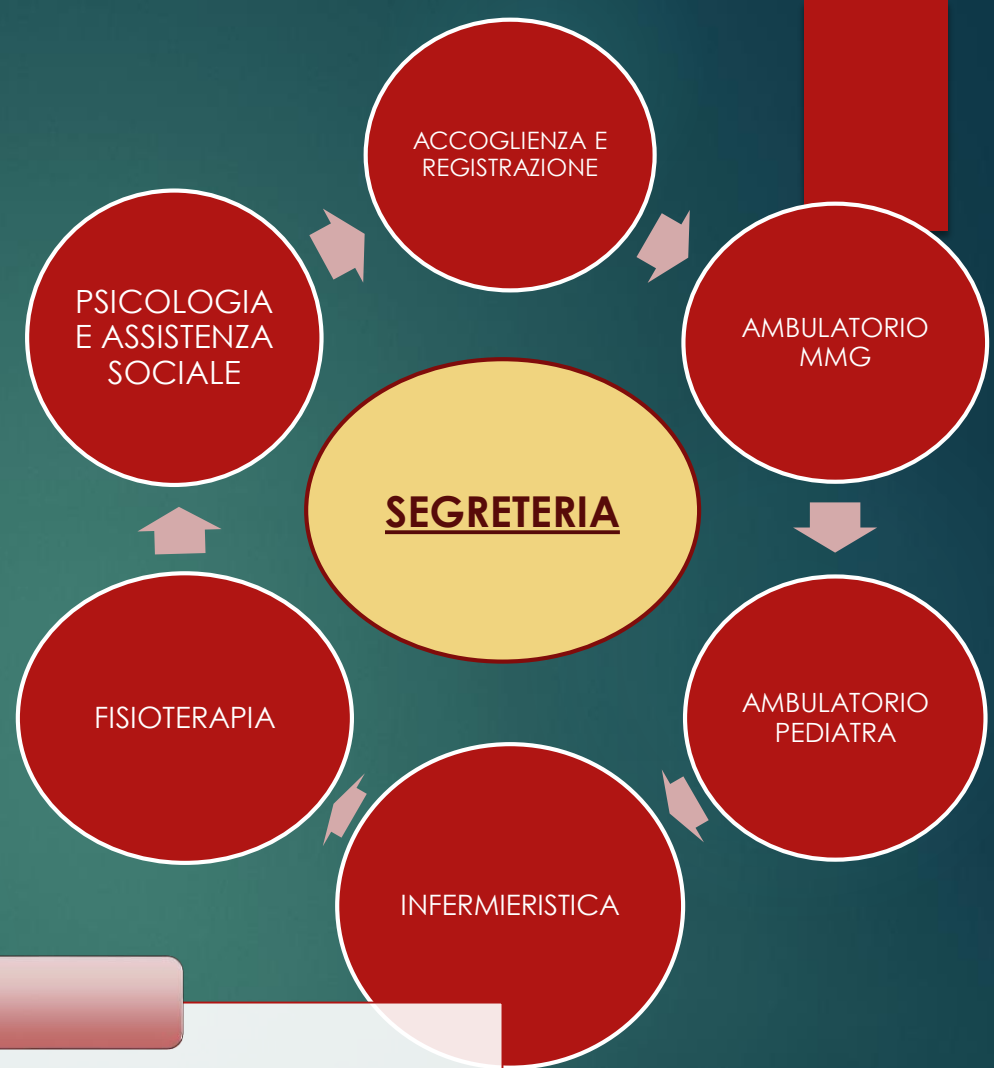 ACCOGLIENZA E
REGISTRAZIONE
AMBULATORIO
MMG
AMBULATORIO
PEDIATRA
INFERMIERISTICA
FISIOTERAPIA
PSICOLOGIA
E ASSISTENZA
SOCIALE
SEGRETERIA